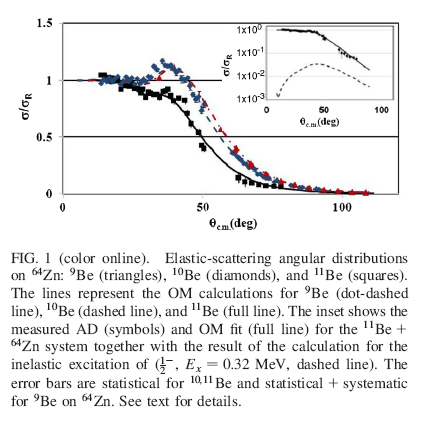 1.5
1
0.5
0
σ/σR
0
50
100
θc.m.(deg)
1x10⁰
1x10⁻¹
1x10⁻²
1x10⁻³
σ/σR
0
50
100
θc.m.(deg)
FIG. 1 (color online). Elastic-scattering angular distributions
on ⁶⁴Zn: ⁹Be (triangles), ¹⁰Be (diamonds), and ¹¹Be (squares).
The lines represent the OM calculations for ⁹Be (dot-dashed
line), ¹⁰Be (dashed line), and ¹¹Be (full line). The inset shows the
measured AD (symbols) and OM fit (full line) for the ¹¹Be +
⁶⁴Zn system together with the result of the calculation for the
inelastic excitation of (½⁻, Eₓ = 0.32 MeV, dashed line). The
error bars are statistical for ¹⁰,¹¹Be and statistical + systematic
for ⁹Be on ⁶⁴Zn. See text for details.